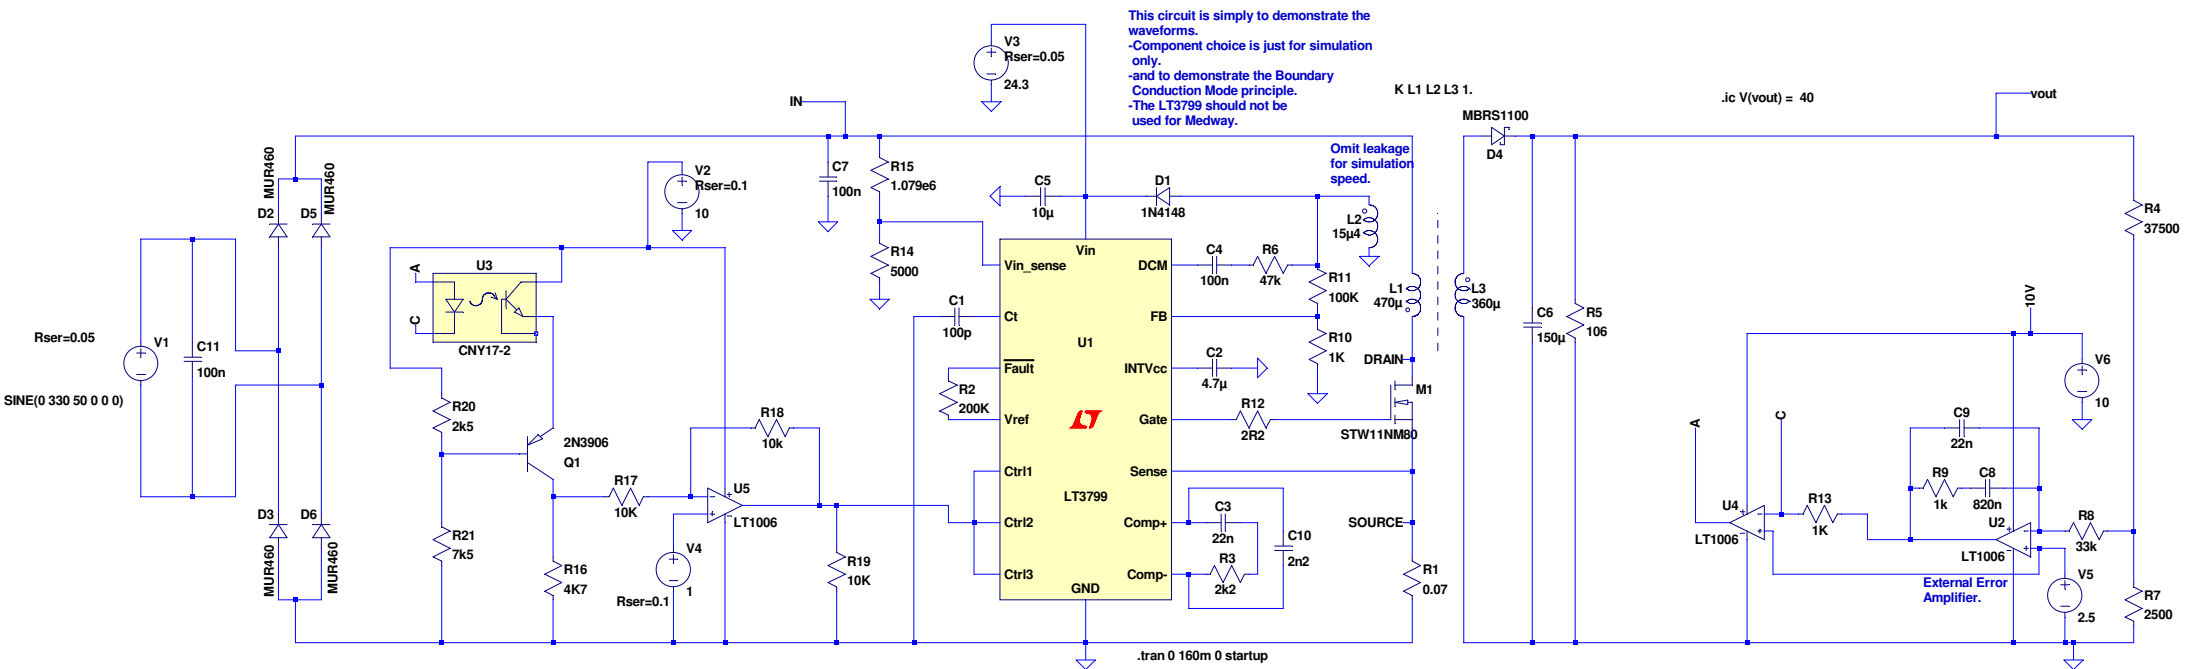 This circuit is simply to demonstrate the
waveforms.
-Component choice is just for simulation
only.
-and to demonstrate the Boundary
Conduction Mode principle.
-The LT3799 should not be
used for Medway.
V3
Rser=0.05
24.3
K L1 L2 L3 1.
.ic V(vout) = 40
vout
IN
MBRS1100
D4
Omit leakage
for simulation
speed.
MUR460
MUR460
D2
D5
V2
Rser=0.1
10
C7
100n
R15
1.079e6
C5
10µ
D1
1N4148
L2
15µ4
R4
37500
R14
5000
Vin
Vin_sense
DCM
C4
100n
R6
47k
R11
100K
L1
470µ
L3
360µ
U3
A
C
CNY17-2
C1
100p
Ct
FB
U1
R10
1K
C6
150µ
R5
106
10V
Rser=0.05
V1
C11
100n
SINE(0 330 50 0 0 0)
Fault
INTVcc
C2
4.7µ
DRAIN
M1
STW11NM80
V6
10
R2
200K
Vref
Gate
R12
2R2
R20
2k5
2N3906
Q1
R18
10k
A
C
C9
22n
R9
1k
C8
820n
R17
10K
U5
LT1006
Ctrl1
Sense
LT3799
Ctrl2
Comp+
C3
22n
C10
2n2
SOURCE
U4
LT1006
R13
1K
U2
LT1006
R8
33k
D3
D6
MUR460
MUR460
R21
7k5
R16
4K7
V4
Rser=0.1
1
R19
10K
Ctrl3
Comp-
R3
2k2
GND
R1
0.07
External Error
Amplifier.
V5
2.5
R7
2500
.tran 0 160m 0 startup